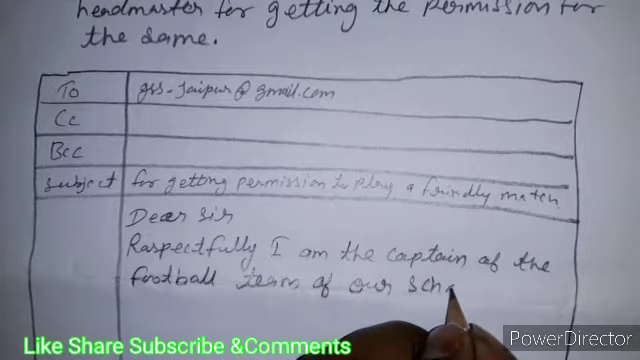 headmaster for getting the permission for
the same.
To gss-jaipur@gmail.com
Cc
Bcc
subject for getting permission to play a friendly match
Dear sir
Raspectfully I am the captain of the
football team of our sch
Like Share Subscribe &Comments
PowerDirector